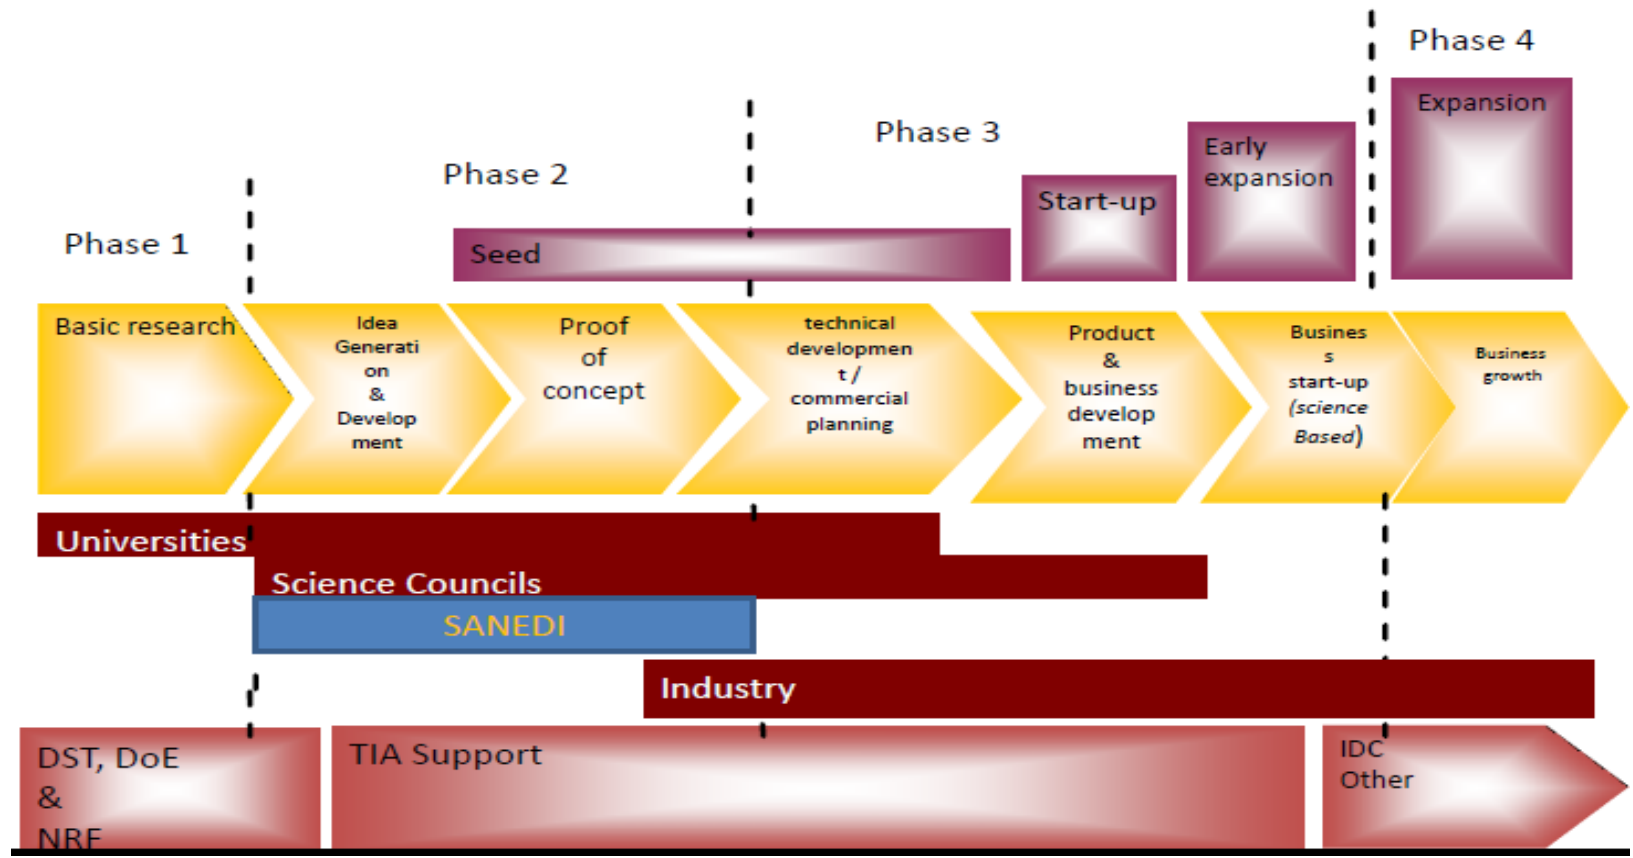 Phase 4
Expansion
Phase 3
Early
expansion
Phase 2
Start-up
Phase 1
Seed
Basic research
Idea
Generati
on
&
Develop
ment
Proof
of
concept
technical
developmen
t /
commercial
planning
Product
&
business
develop
ment
Busines
s
start-up
(science
Based)
Business
growth
Universities
Science Councils
SANEDI
Industry
DST, DoE
&
NRF
TIA Support
IDC
Other